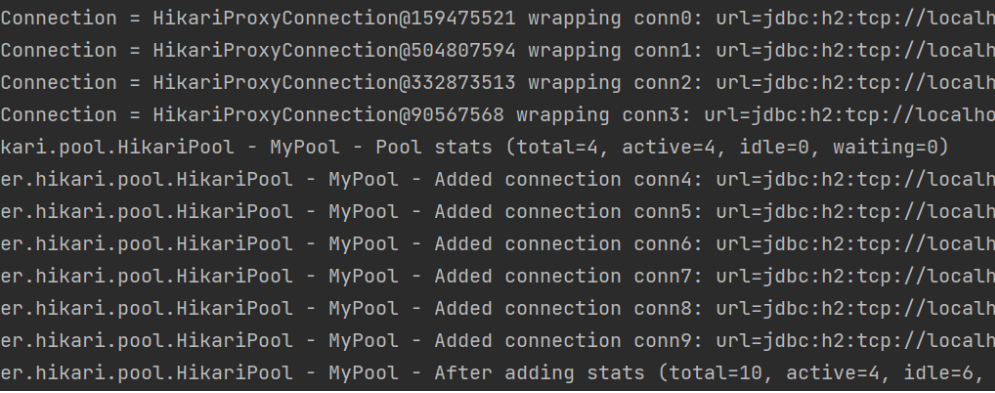 Connection = HikariProxyConnection@159475521 wrapping conn0: url=jdbc:h2:tcp://localh
Connection = HikariProxyConnection@504807594 wrapping conn1: url=jdbc:h2:tcp://localh
Connection = HikariProxyConnection@332873513 wrapping conn2: url=jdbc:h2:tcp://localh
Connection = HikariProxyConnection@90567568 wrapping conn3: url=jdbc:h2:tcp://localho
kari.pool.HikariPool - MyPool - Pool stats (total=4, active=4, idle=0, waiting=0)
er.hikari.pool.HikariPool - MyPool - Added connection conn4: url=jdbc:h2:tcp://localh
er.hikari.pool.HikariPool - MyPool - Added connection conn5: url=jdbc:h2:tcp://localh
er.hikari.pool.HikariPool - MyPool - Added connection conn6: url=jdbc:h2:tcp://localh
er.hikari.pool.HikariPool - MyPool - Added connection conn7: url=jdbc:h2:tcp://localh
er.hikari.pool.HikariPool - MyPool - Added connection conn8: url=jdbc:h2:tcp://localh
er.hikari.pool.HikariPool - MyPool - Added connection conn9: url=jdbc:h2:tcp://localh
er.hikari.pool.HikariPool - MyPool - After adding stats (total=10, active=4, idle=6,